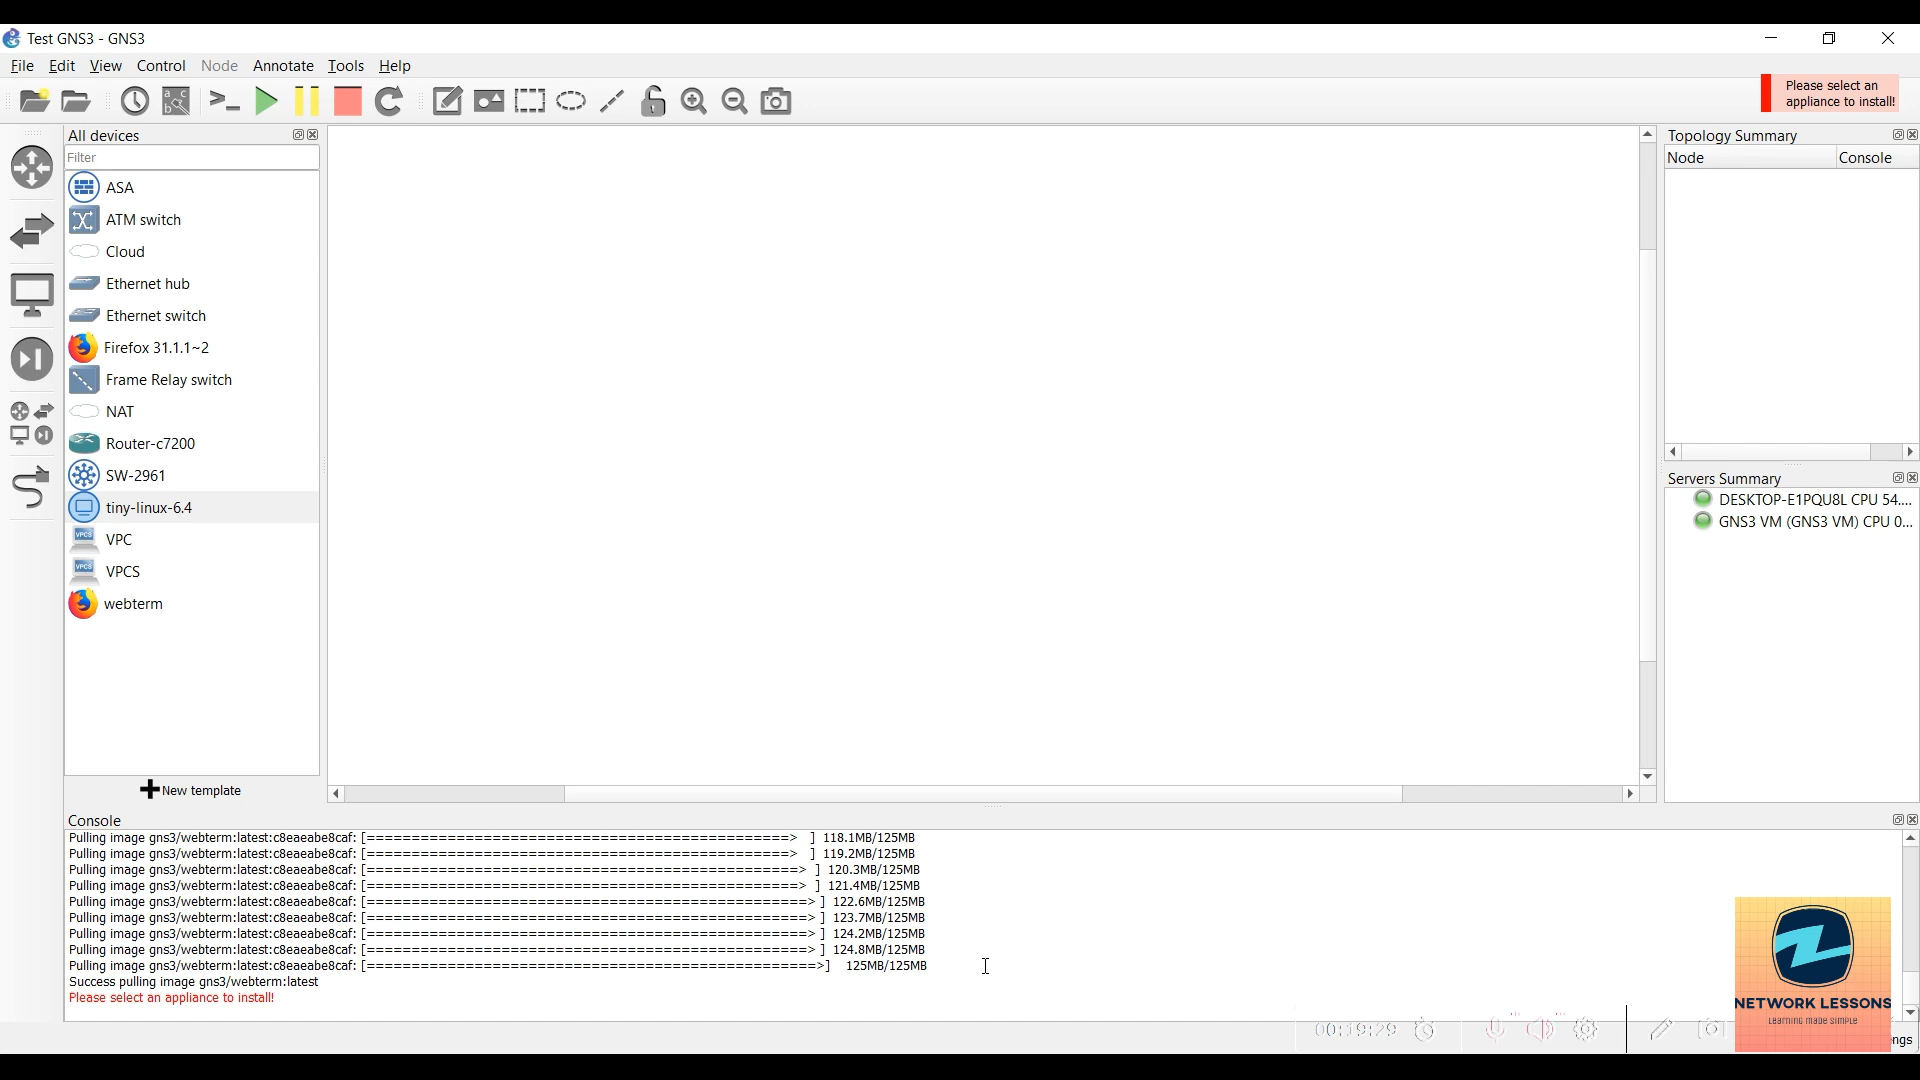 Test GNS3 - GNS3
File Edit View Control Node Annotate Tools Help
Please select an
appliance to install!
All devices
Filter
ASA
ATM switch
Cloud
Ethernet hub
Ethernet switch
Firefox 31.1.1~2
Frame Relay switch
NAT
Router-c7200
SW-2961
tiny-linux-6.4
VPC
VPCS
webterm
New template
Topology Summary
Node Console
Servers Summary
DESKTOP-E1PQU8L CPU 54....
GNS3 VM (GNS3 VM) CPU 0...
Console
Pulling image gns3/webterm:latest:c8eaeabe8caf: [===============================================> ] 118.1MB/125MB
Pulling image gns3/webterm:latest:c8eaeabe8caf: [===============================================> ] 119.2MB/125MB
Pulling image gns3/webterm:latest:c8eaeabe8caf: [================================================> ] 120.3MB/125MB
Pulling image gns3/webterm:latest:c8eaeabe8caf: [================================================> ] 121.4MB/125MB
Pulling image gns3/webterm:latest:c8eaeabe8caf: [=================================================> ] 122.6MB/125MB
Pulling image gns3/webterm:latest:c8eaeabe8caf: [=================================================> ] 123.7MB/125MB
Pulling image gns3/webterm:latest:c8eaeabe8caf: [=================================================> ] 124.2MB/125MB
Pulling image gns3/webterm:latest:c8eaeabe8caf: [=================================================> ] 124.8MB/125MB
Pulling image gns3/webterm:latest:c8eaeabe8caf: [==================================================>] 125MB/125MB
Success pulling image gns3/webterm:latest
Please select an appliance to install!
00:19:29
NETWORK LESSONS
Learning made simple
ngs